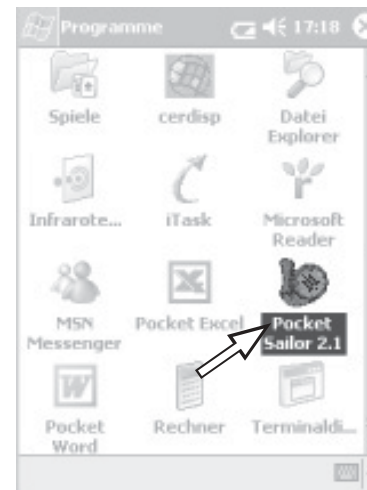 Programme 17:18
Spiele cerdisp Datei
Explorer
Infrarote... iTask Microsoft
Reader
MSN Pocket Excel Pocket
Messenger Sailor 2.1
Pocket Rechner Terminaldi...
Word